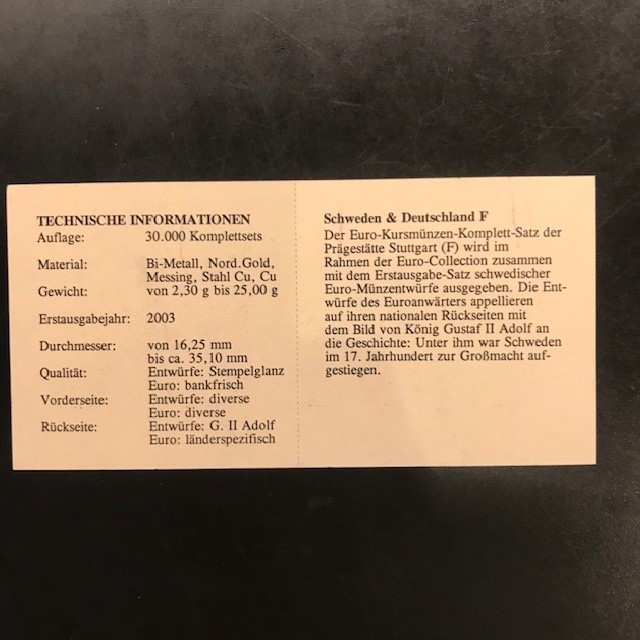 TECHNISCHE INFORMATIONEN
Auflage: 30.000 Komplettsets
Material: Bi-Metall, Nord.Gold,
Messing, Stahl Cu, Cu
Gewicht: von 2,30 g bis 25,00 g
Erstausgabejahr: 2003
Durchmesser: von 16,25 mm
bis ca. 35,10 mm
Qualität: Entwürfe: Stempelglanz
Euro: bankfrisch
Vorderseite: Entwürfe: diverse
Euro: diverse
Rückseite: Entwürfe: G. II Adolf
Euro: länderspezifisch
Schweden & Deutschland F
Der Euro-Kursmünzen-Komplett-Satz der
Prägestätte Stuttgart (F) wird im
Rahmen der Euro-Collection zusammen
mit dem Erstausgabe-Satz schwedischer
Euro-Münzentwürfe ausgegeben. Die Ent-
würfe des Euroanwärters appellieren
auf ihren nationalen Rückseiten mit
dem Bild von König Gustaf II Adolf an
die Geschichte: Unter ihm war Schweden
im 17. Jahrhundert zur Großmacht auf-
gestiegen.